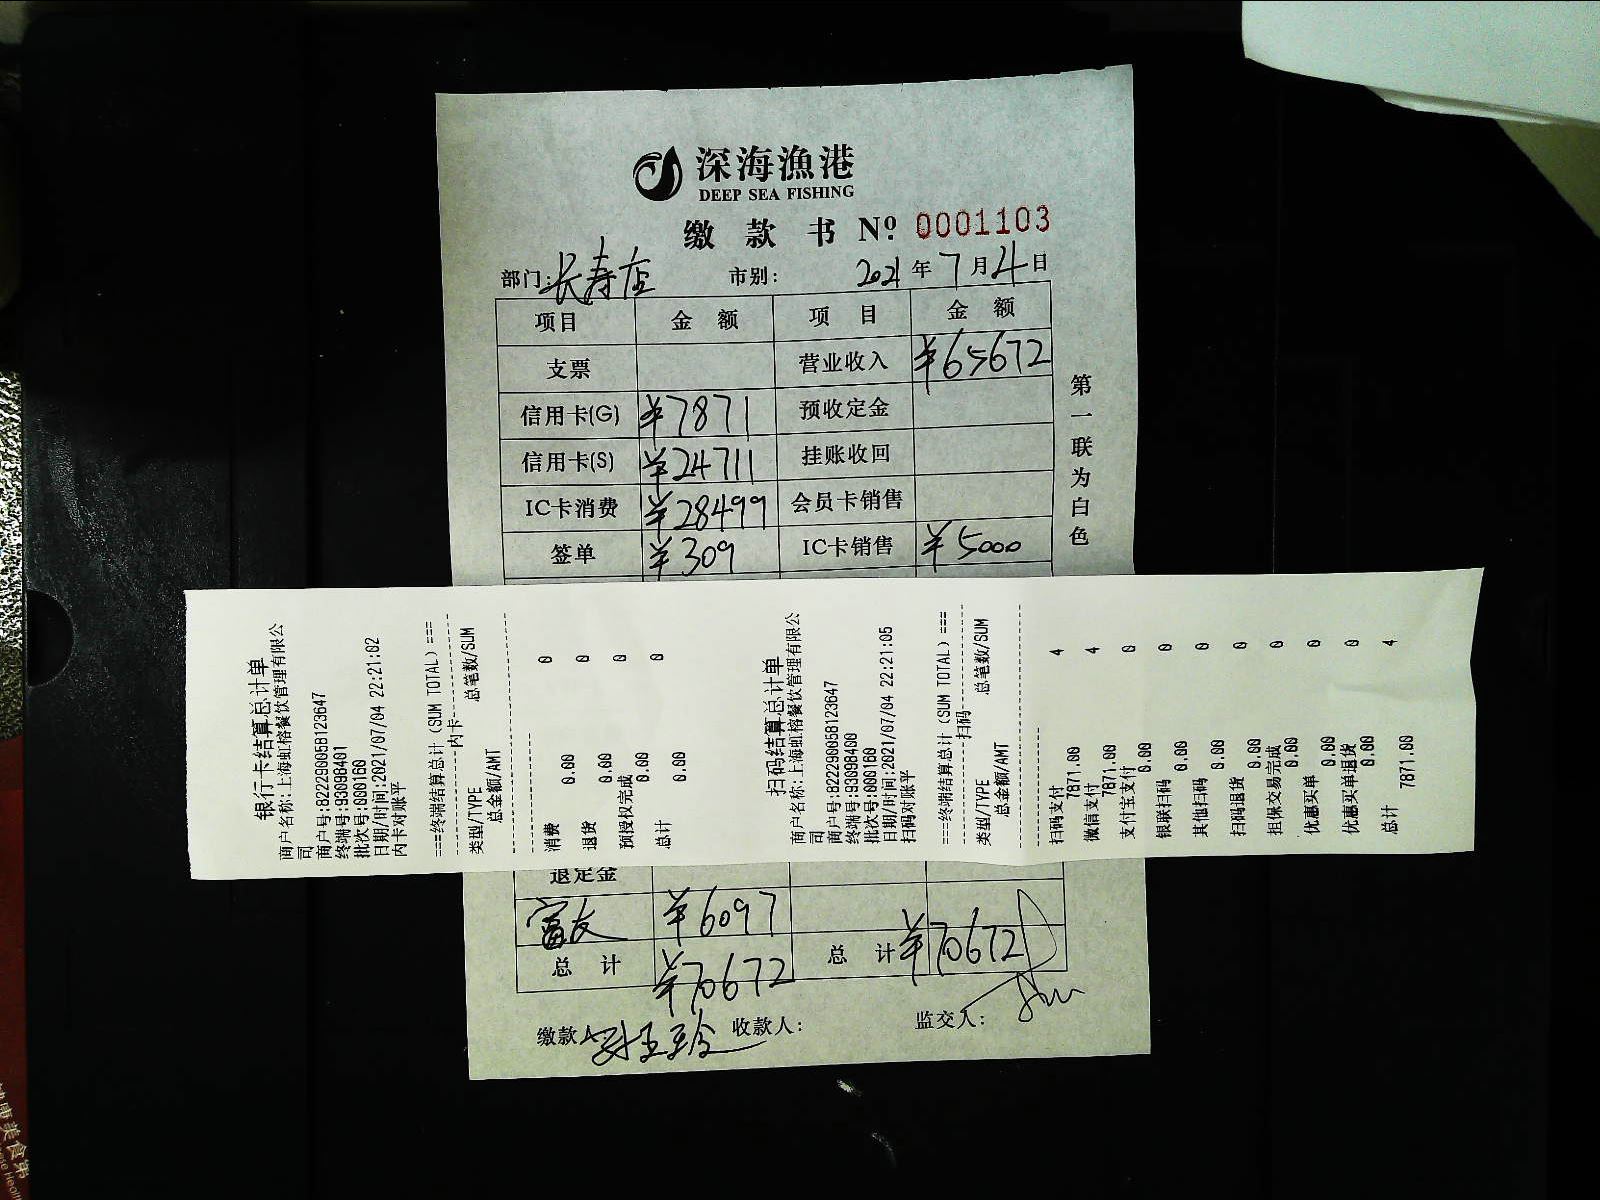 深海漁港
DEEP SEA FISHING
缴款书 Nº 0001103
部门: 长寿店 市别: 2021年7月4日
项目 金额 项目 金额
支票 营业收入 ¥65672
信用卡(G) ¥7871 预收定金
信用卡(S) ¥24711 挂账收回
IC卡消费 ¥28499 会员卡销售
签单 ¥309 IC卡销售 ¥5000
第一联为白色
银行卡结算总计单
商户名称:上海虹榕餐饮管理有限公
司
商户号:822290058123647
终端号:93098401
批次号:000160
日期/时间:2021/07/04 22:21:02
内卡对账平
===终端结算总计(SUM TOTAL)===
内卡
类型/TYPE 总笔数/SUM
总金额/AMT
消费 0
0.00
退货 0
0.00
预授权完成 0
0.00
总计 0
0.00
扫码结算总计单
商户名称:上海虹榕餐饮管理有限公
司
商户号:822290058123647
终端号:93098400
批次号:000160
日期/时间:2021/07/04 22:21:05
扫码对账平
===终端结算总计(SUM TOTAL)===
扫码
类型/TYPE 总笔数/SUM
总金额/AMT
扫码支付 4
7871.00
微信支付 4
7871.00
支付宝支付 0
0.00
银联扫码 0
0.00
其他扫码 0
0.00
扫码退货 0
0.00
担保交易完成 0
0.00
优惠买单 0
0.00
优惠买单退货 0
0.00
总计 4
7871.00
退定金
富友 ¥6097
总计 ¥70672 总计 ¥70672
缴款人 收款人: 监交人:
健康美食第